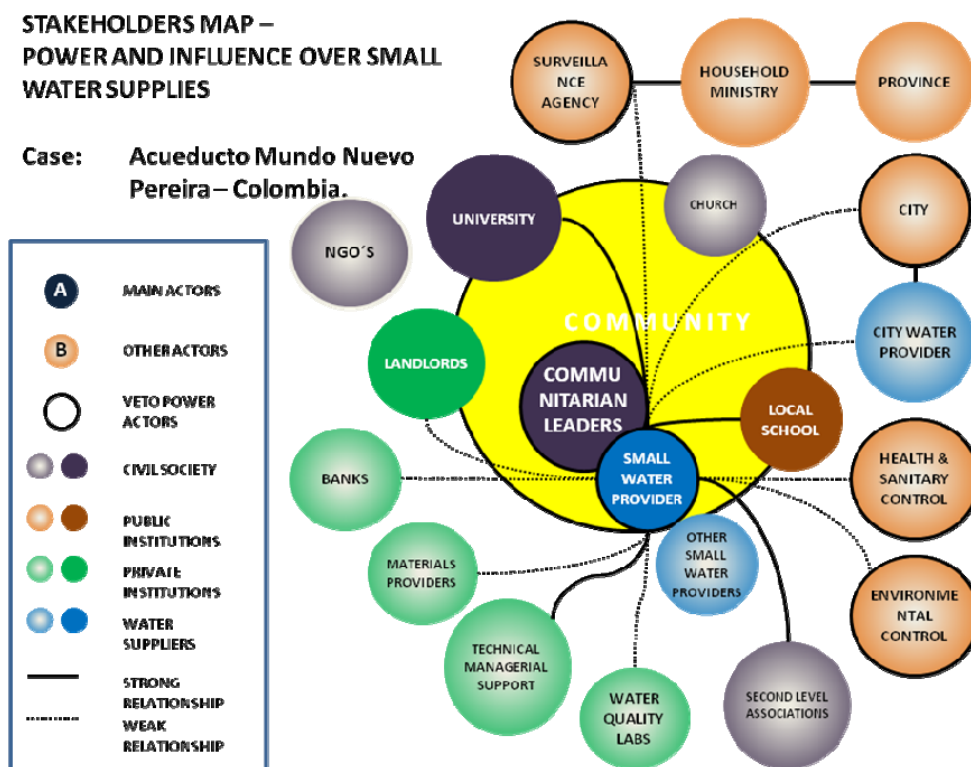 STAKEHOLDERS MAP –
POWER AND INFLUENCE OVER SMALL
WATER SUPPLIES
Case: Acueducto Mundo Nuevo
Pereira – Colombia.
A
MAIN ACTORS
B
OTHER ACTORS
VETO POWER
ACTORS
CIVIL SOCIETY
PUBLIC
INSTITUTIONS
PRIVATE
INSTITUTIONS
WATER
SUPPLIERS
STRONG
RELATIONSHIP
WEAK
RELATIONSHIP
SURVEILLA
NCE
AGENCY
HOUSEHOLD
MINISTRY
PROVINCE
UNIVERSITY
CHURCH
CITY
NGO´S
COMMUNITY
CITY WATER
PROVIDER
LANDLORDS
COMMU
NITARIAN
LEADERS
LOCAL
SCHOOL
SMALL
WATER
PROVIDER
BANKS
HEALTH &
SANITARY
CONTROL
MATERIALS
PROVIDERS
OTHER
SMALL
WATER
PROVIDERS
ENVIRONME
NTAL
CONTROL
TECHNICAL
MANAGERIAL
SUPPORT
WATER
QUALITY
LABS
SECOND LEVEL
ASSOCIATIONS